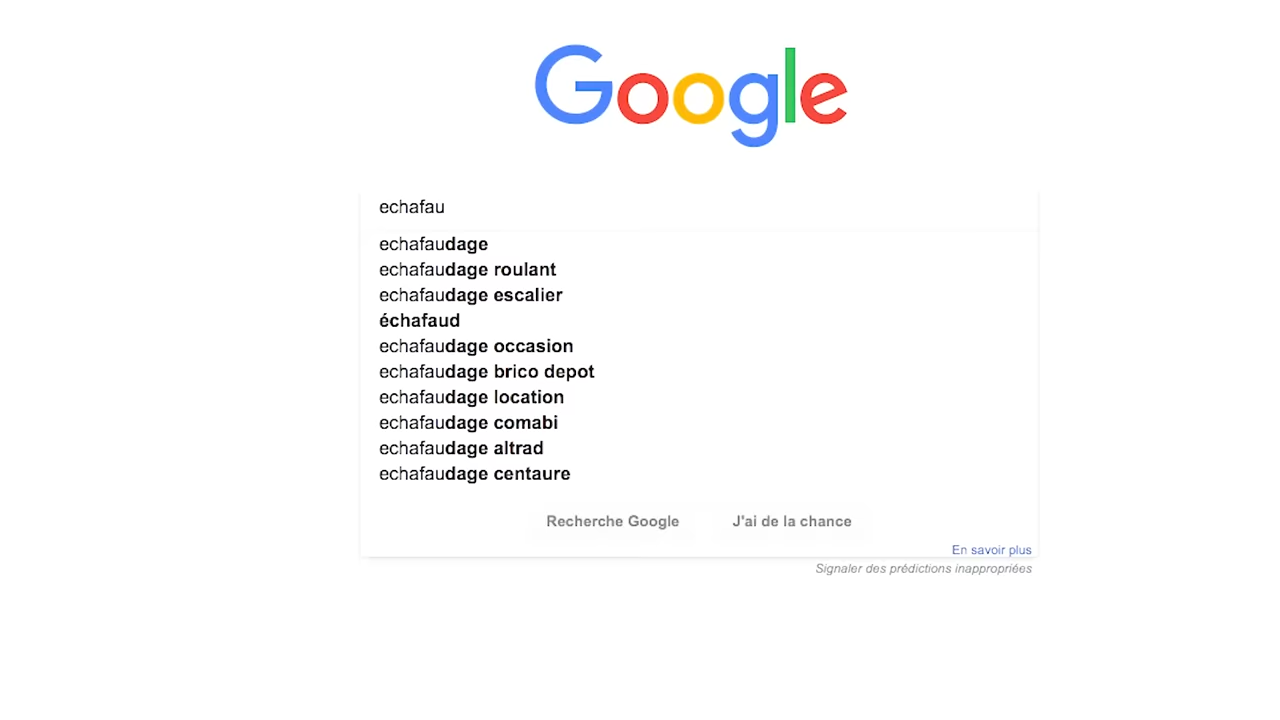 Google
echafau
echafaudage
echafaudage roulant
echafaudage escalier
échafaud
echafaudage occasion
echafaudage brico depot
echafaudage location
echafaudage comabi
echafaudage altrad
echafaudage centaure
Recherche Google J'ai de la chance
En savoir plus
Signaler des prédictions inappropriées